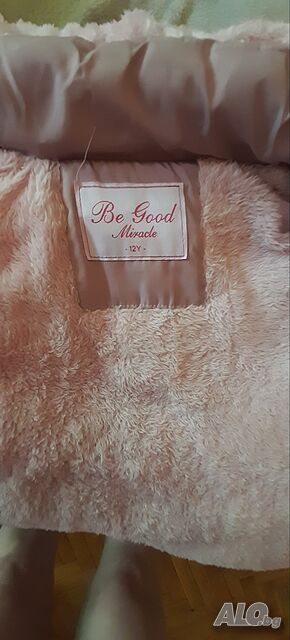 Be Good
Miracle
- 12Y -
ALO.bg